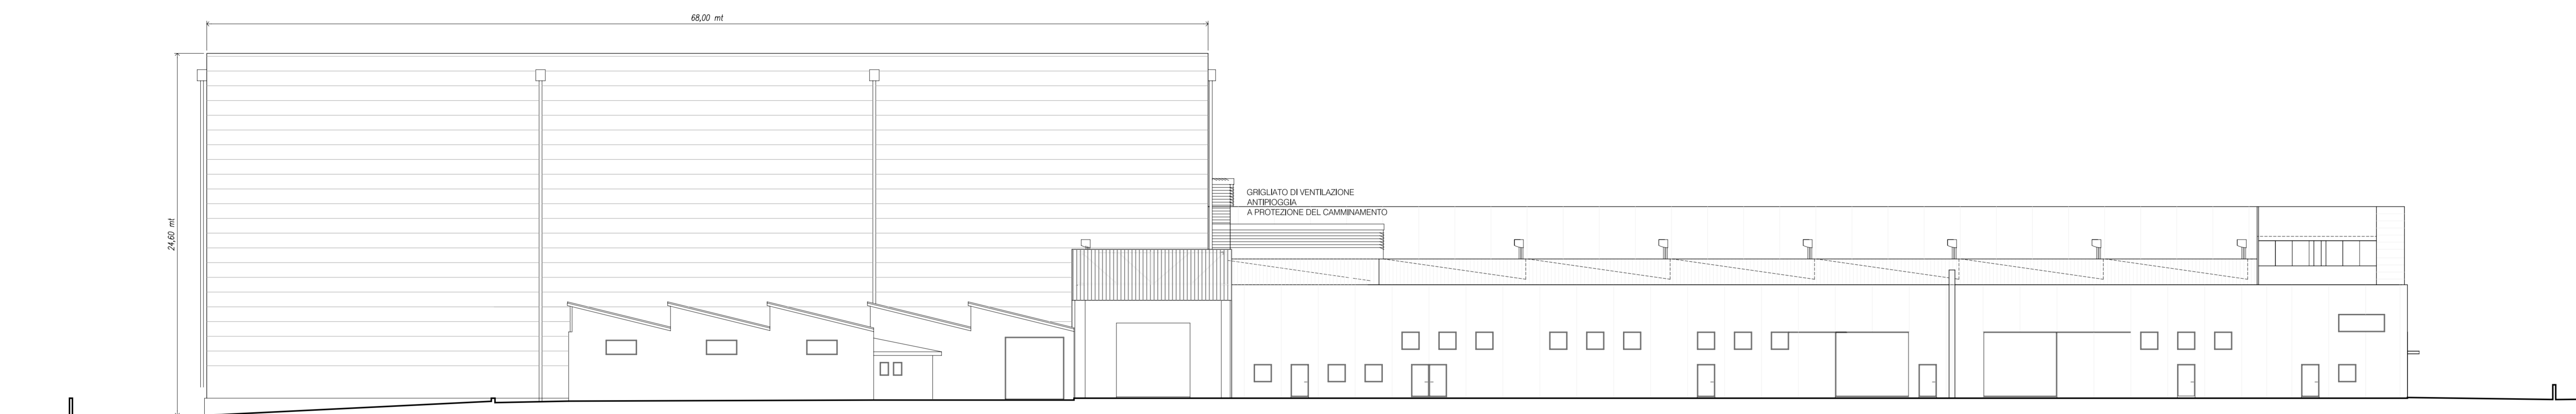 68,00 mt
24,60 mt
GRIGLIATO DI VENTILAZIONE
ANTIPIOGGIA
A PROTEZIONE DEL CAMMINAMENTO